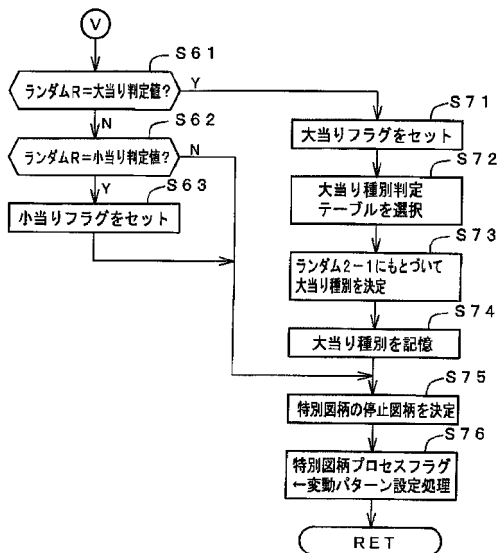 V
S61
ランダムR=大当り判定値?
Y
N
S62
ランダムR=小当り判定値?
N
Y
S63
小当りフラグをセット
S71
大当りフラグをセット
S72
大当り種別判定
テーブルを選択
S73
ランダム2-1にもとづいて
大当り種別を決定
S74
大当り種別を記憶
S75
特別図柄の停止図柄を決定
S76
特別図柄プロセスフラグ
←変動パターン設定処理
RET